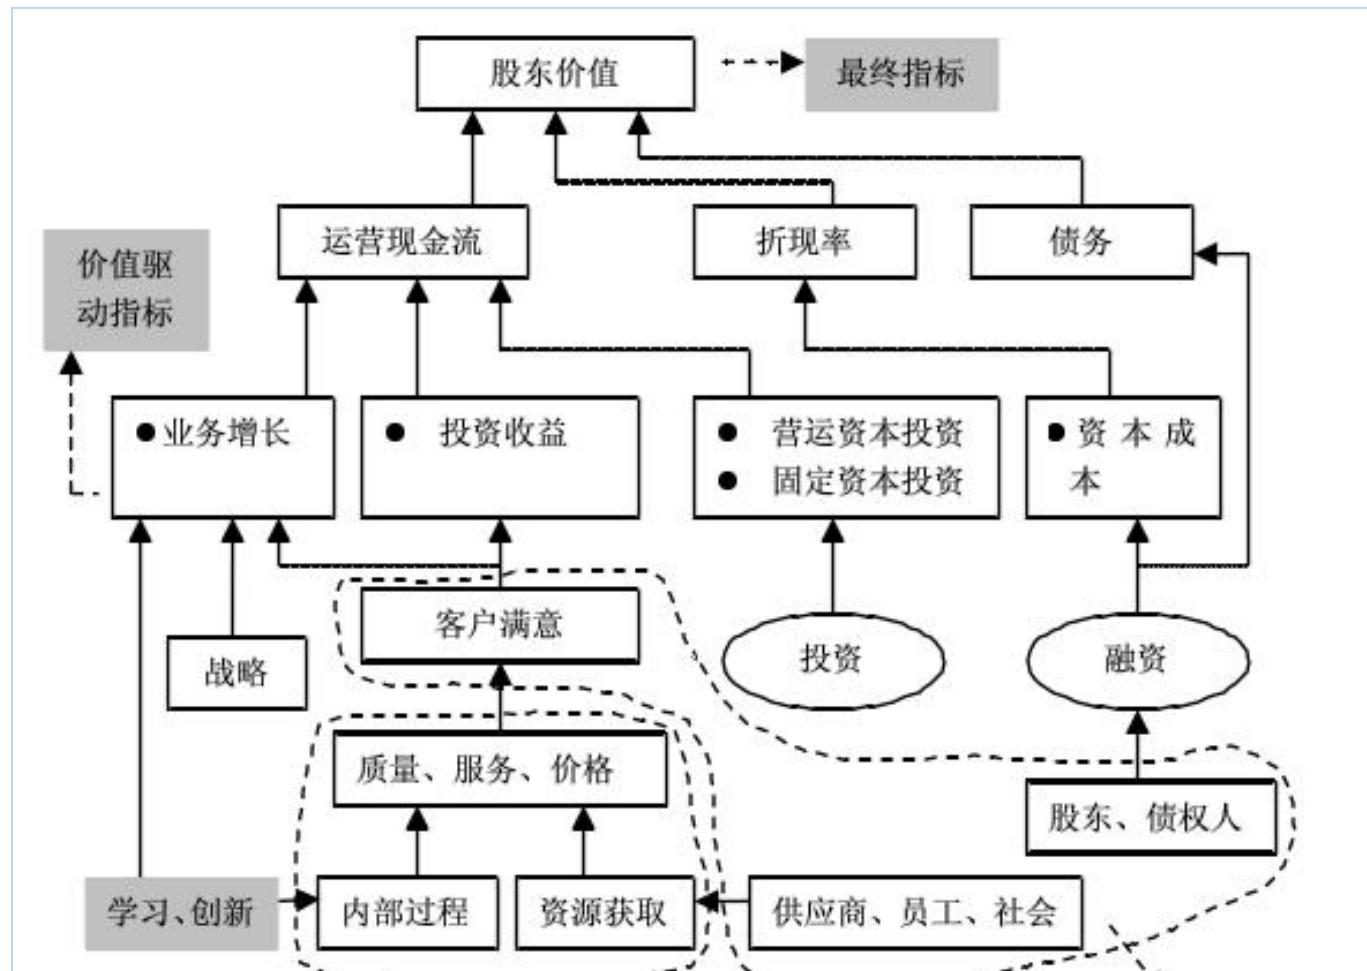 股东价值
最终指标
运营现金流
折现率
债务
价值驱
动指标
●业务增长
● 投资收益
● 营运资本投资
● 固定资本投资
●资 本 成
本
客户满意
战略
投资
融资
质量、服务、价格
股东、债权人
学习、创新
内部过程
资源获取
供应商、员工、社会